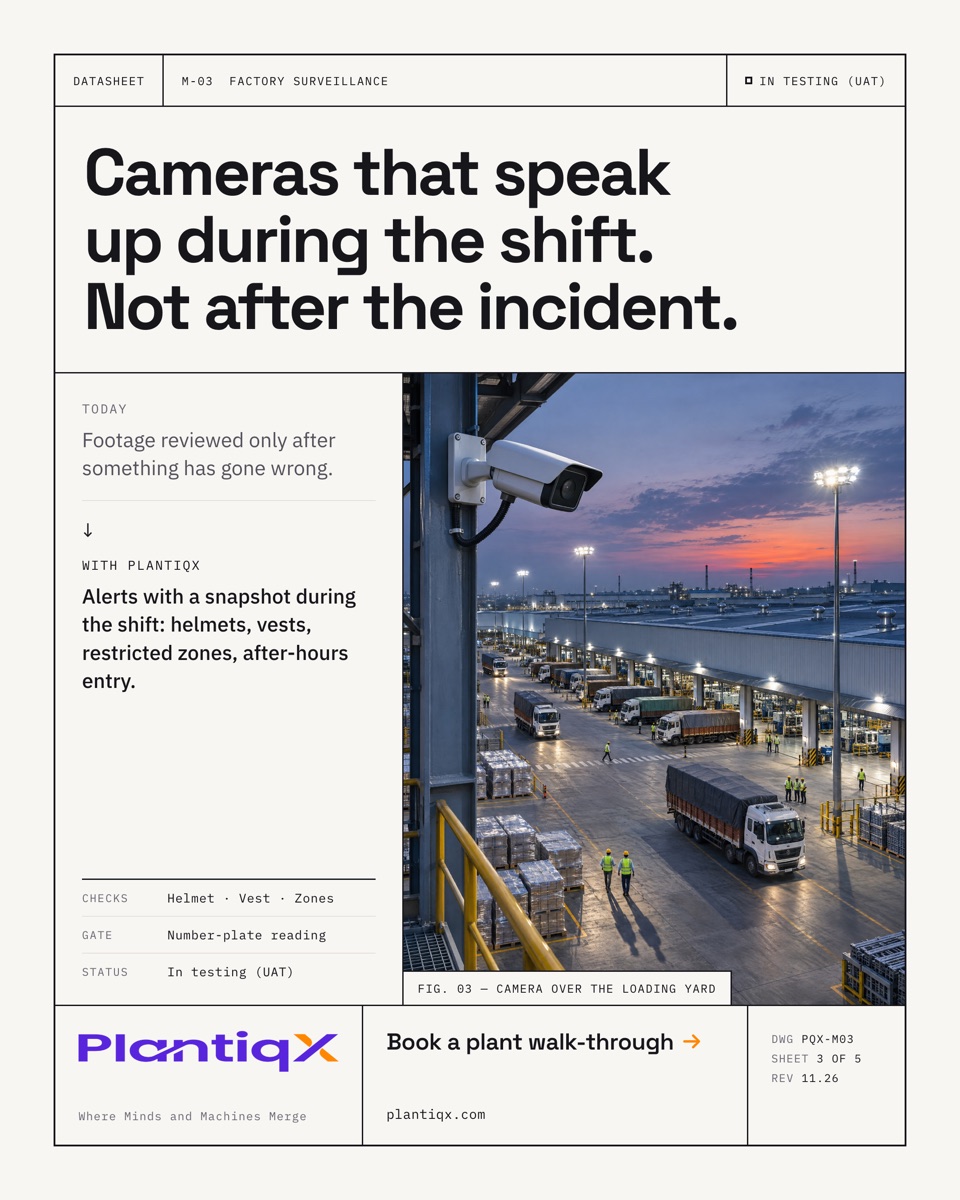 DATASHEET
M-03 FACTORY SURVEILLANCE
IN TESTING (UAT)
Cameras that speak
up during the shift.
Not after the incident.
TODAY
Footage reviewed only after
something has gone wrong.
↓
WITH PLANTIQX
Alerts with a snapshot during
the shift: helmets, vests,
restricted zones, after-hours
entry.
CHECKS Helmet · Vest · Zones
GATE Number-plate reading
STATUS In testing (UAT)
FIG. 03 — CAMERA OVER THE LOADING YARD
PlantiqX
Where Minds and Machines Merge
Book a plant walk-through →
plantiqx.com
DWG PQX-M03
SHEET 3 OF 5
REV 11.26